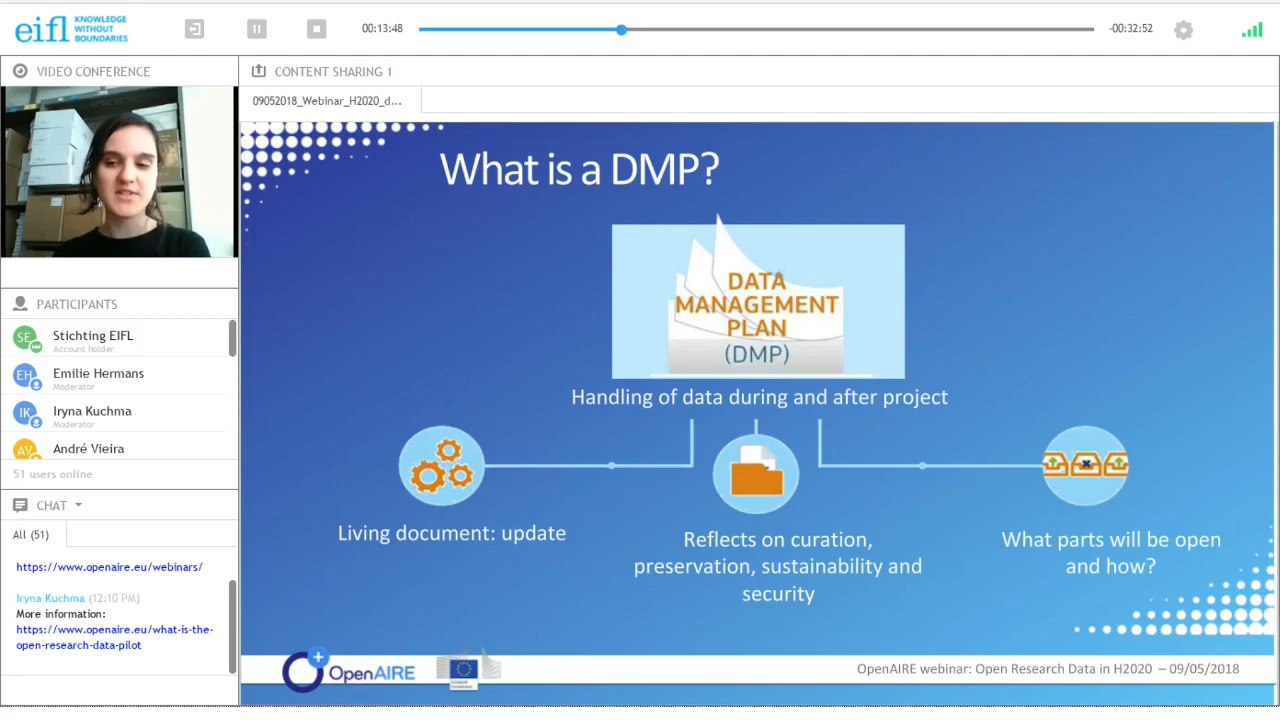 eifl KNOWLEDGE
WITHOUT
BOUNDARIES
00:13:48
-00:32:52
VIDEO CONFERENCE
CONTENT SHARING 1
09052018_Webinar_H2020_d...
What is a DMP?
DATA
MANAGEMENT
PLAN
(DMP)
Handling of data during and after project
Living document: update
Reflects on curation,
preservation, sustainability and
security
What parts will be open
and how?
OpenAIRE
OpenAIRE webinar: Open Research Data in H2020 – 09/05/2018
PARTICIPANTS
SE
Stichting EIFL
Account holder
EH
Emilie Hermans
Moderator
IK
Iryna Kuchma
Moderator
AV
André Vieira
51 users online
CHAT
All (51)
https://www.openaire.eu/webinars/
Iryna Kuchma (12:10 PM)
More information:
https://www.openaire.eu/what-is-the-
open-research-data-pilot